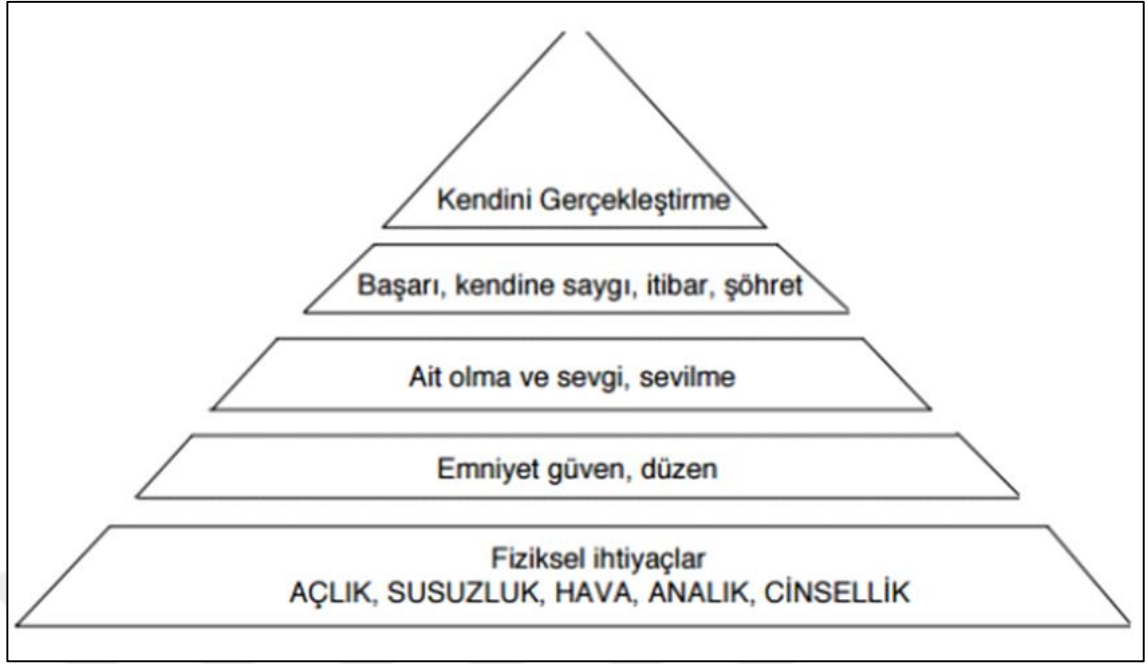 Kendini Gerçekleştirme
Başarı, kendine saygı, itibar, şöhret
Ait olma ve sevgi, sevilme
Emniyet güven, düzen
Fiziksel ihtiyaçlar
AÇLIK, SUSUZLUK, HAVA, ANALIK, CİNSELLİK